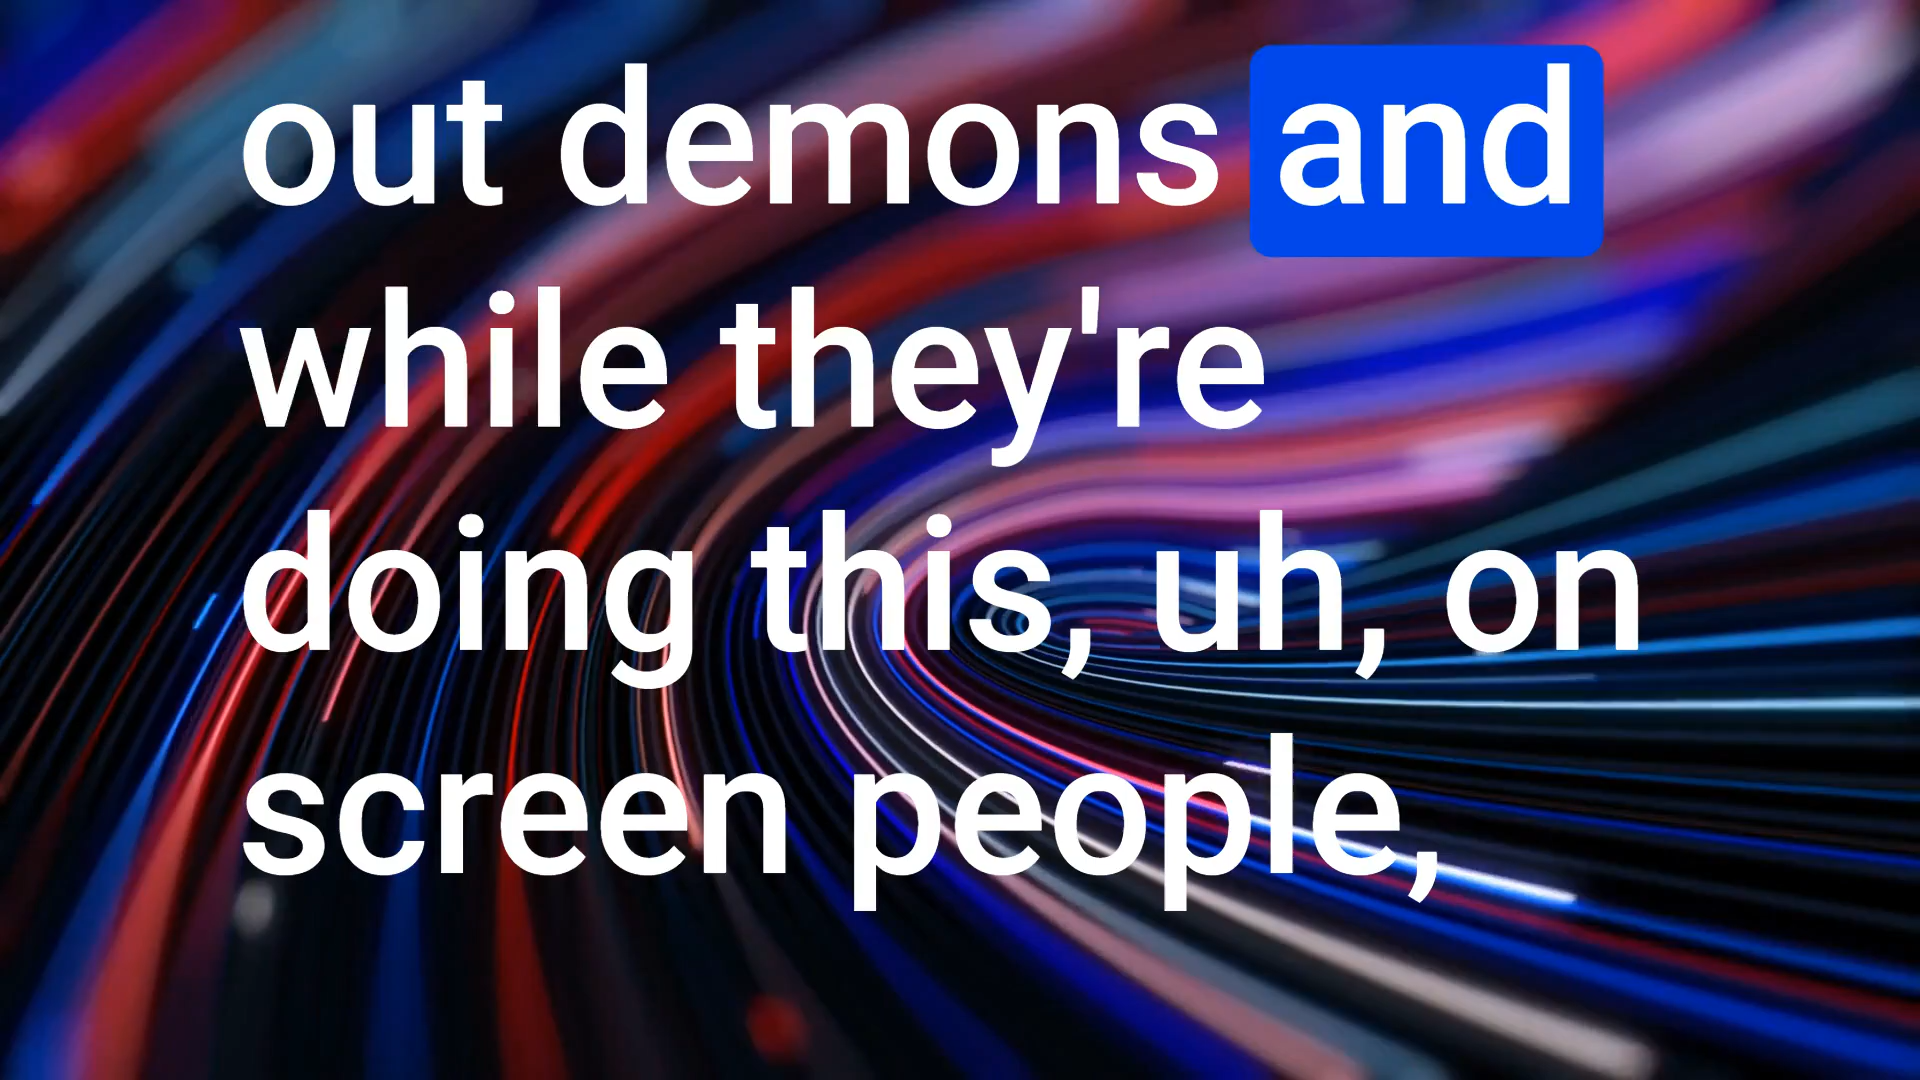 out demons and
while they're
doing this, uh, on
screen people,